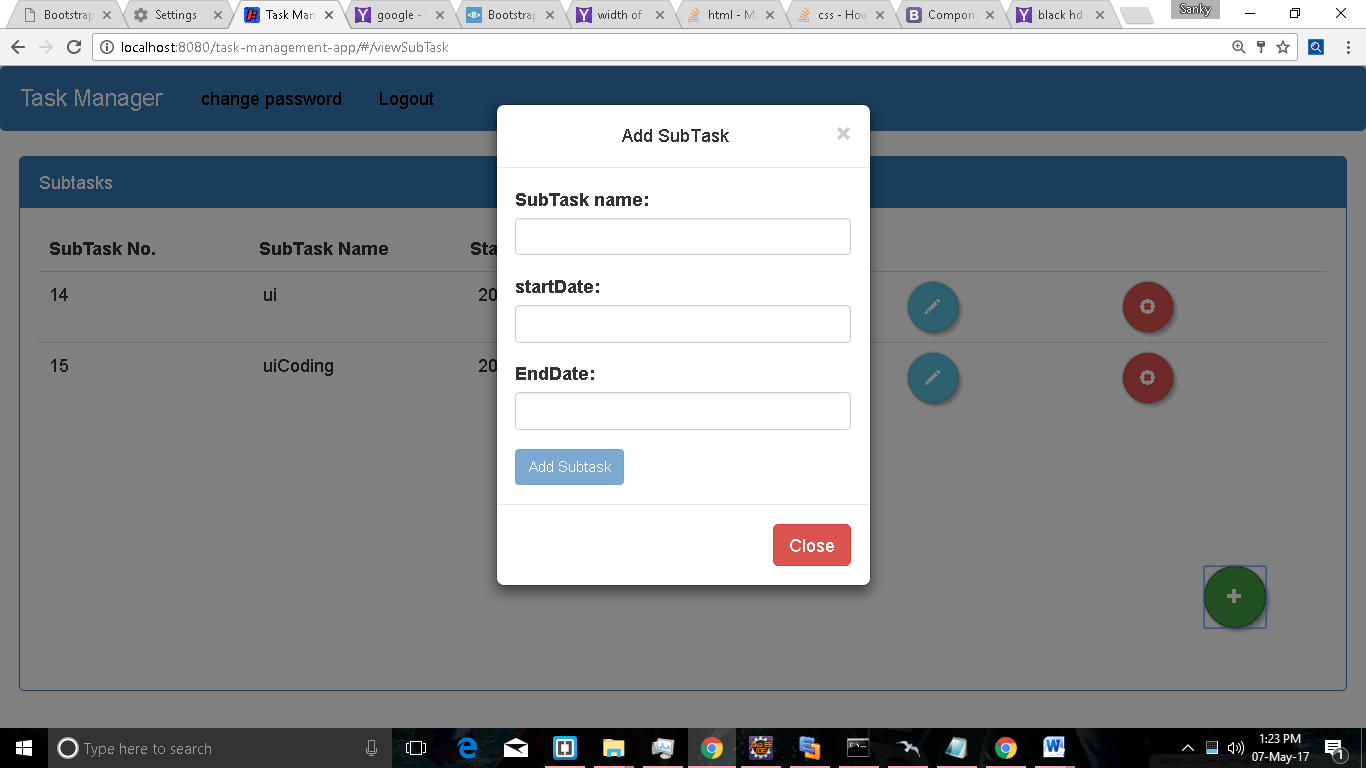 Bootstrap
Settings
Task Man
google -
Bootstrap
width of
html - M
css - How
Compon
black hd
Sanky
localhost:8080/task-management-app/#/viewSubTask
Task Manager
change password
Logout
Add SubTask
×
Subtasks
SubTask No.
SubTask Name
Sta
14
ui
20
15
uiCoding
20
SubTask name:
startDate:
EndDate:
Add Subtask
Close
Type here to search
1:23 PM
07-May-17
1